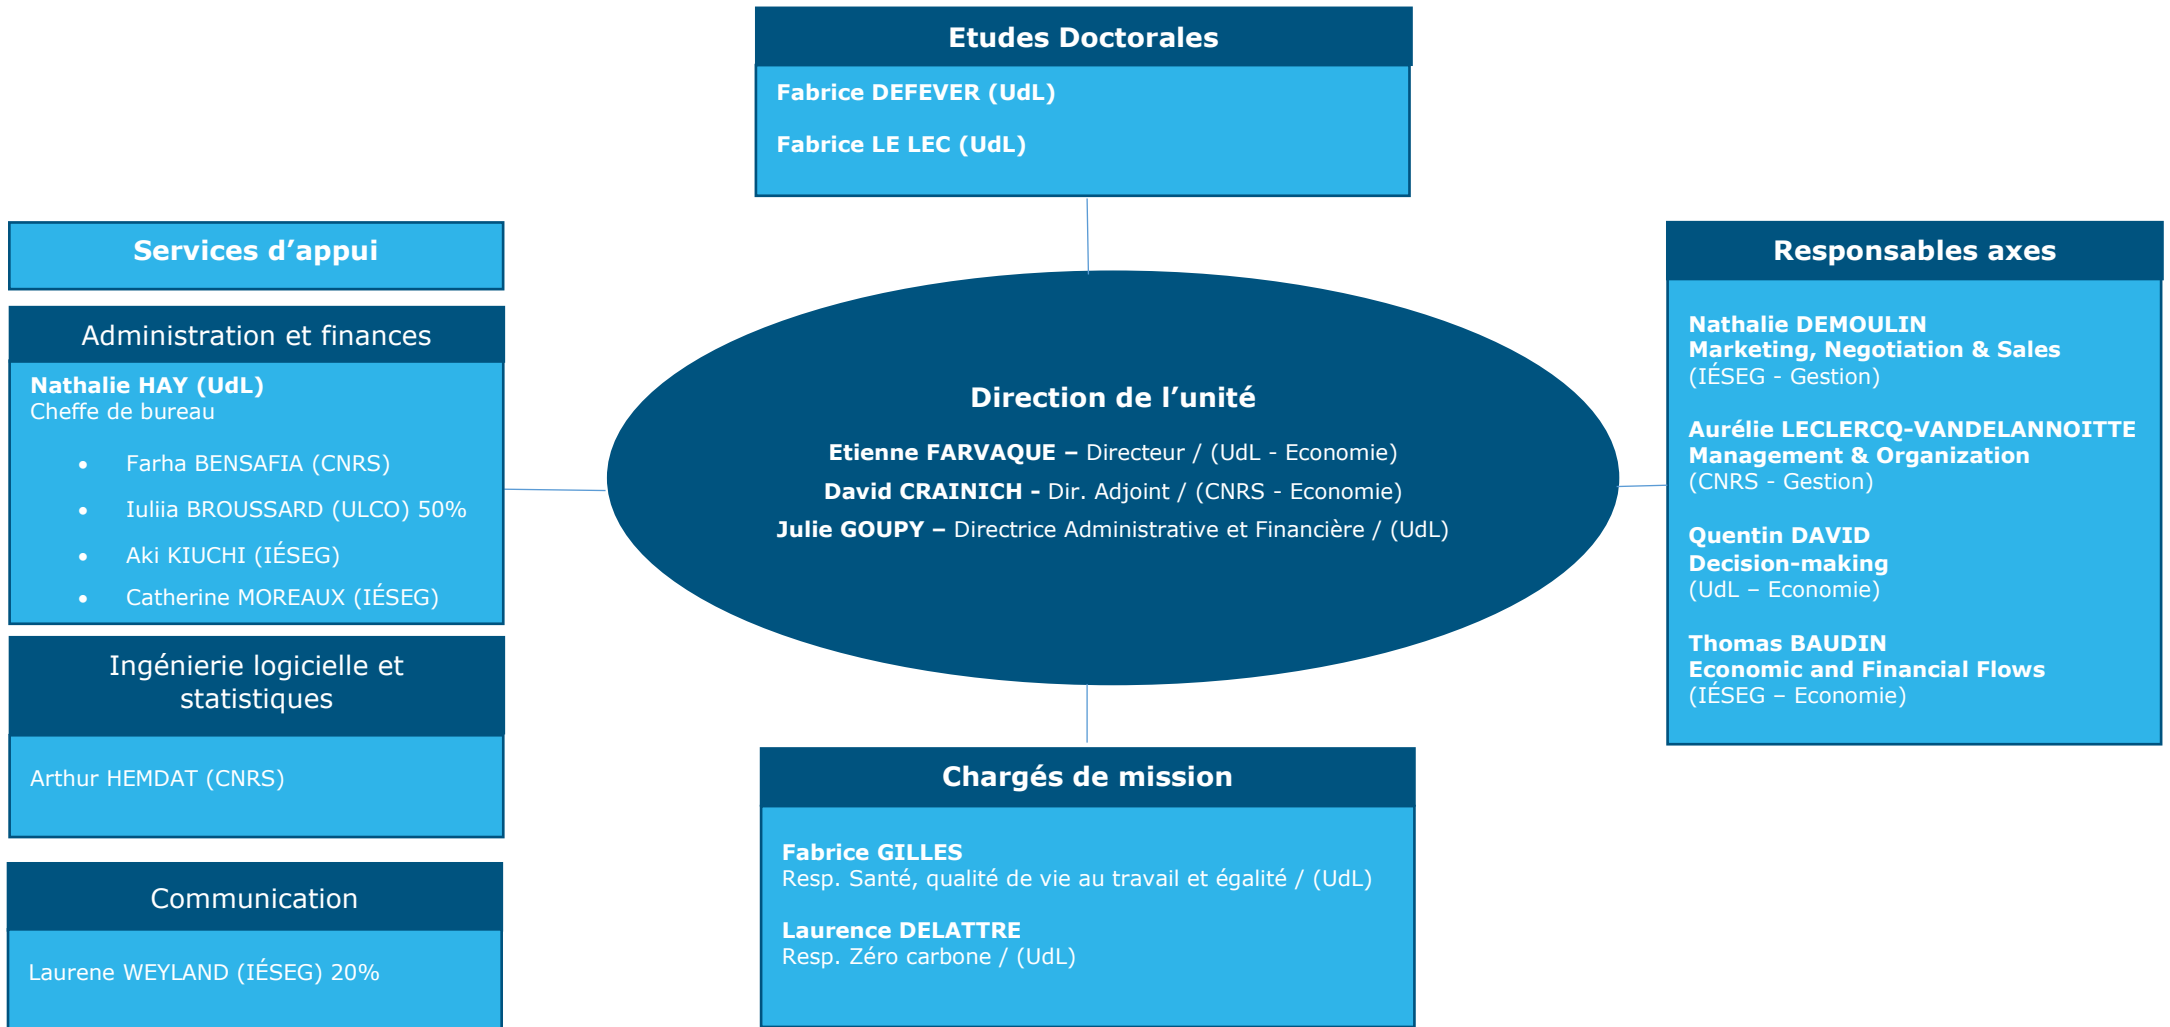 Etudes Doctorales
Fabrice DEFEVER (UdL)
Fabrice LE LEC (UdL)
Services d’appui
Administration et finances
Nathalie HAY (UdL)
Cheffe de bureau
• Farha BENSAFIA (CNRS)
• Iuliia BROUSSARD (ULCO) 50%
• Aki KIUCHI (IÉSEG)
• Catherine MOREAUX (IÉSEG)
Ingénierie logicielle et
statistiques
Arthur HEMDAT (CNRS)
Communication
Laurene WEYLAND (IÉSEG) 20%
Direction de l’unité
Etienne FARVAQUE – Directeur / (UdL - Economie)
David CRAINICH - Dir. Adjoint / (CNRS - Economie)
Julie GOUPY – Directrice Administrative et Financière / (UdL)
Chargés de mission
Fabrice GILLES
Resp. Santé, qualité de vie au travail et égalité / (UdL)
Laurence DELATTRE
Resp. Zéro carbone / (UdL)
Responsables axes
Nathalie DEMOULIN
Marketing, Negotiation & Sales
(IÉSEG - Gestion)
Aurélie LECLERCQ-VANDELANNOITTE
Management & Organization
(CNRS - Gestion)
Quentin DAVID
Decision-making
(UdL – Economie)
Thomas BAUDIN
Economic and Financial Flows
(IÉSEG – Economie)